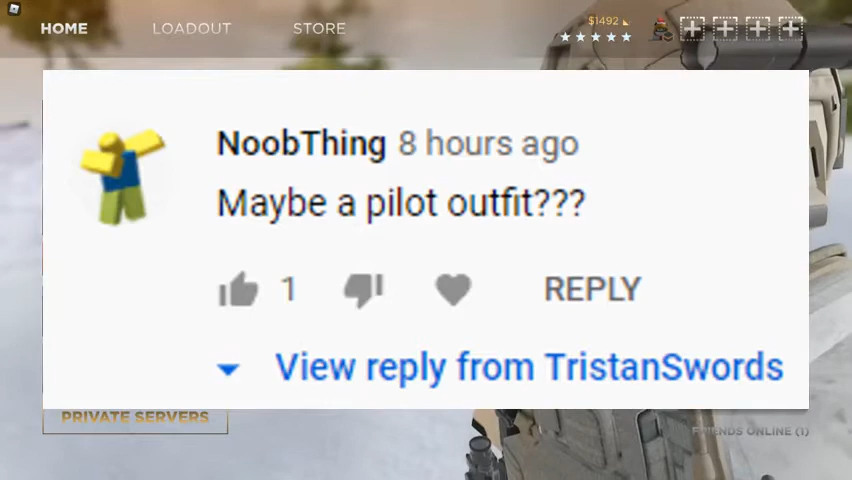 HOME LOADOUT STORE $1492
NoobThing 8 hours ago
Maybe a pilot outfit???
1 REPLY
View reply from TristanSwords
PRIVATE SERVERS
FRIENDS ONLINE (1)